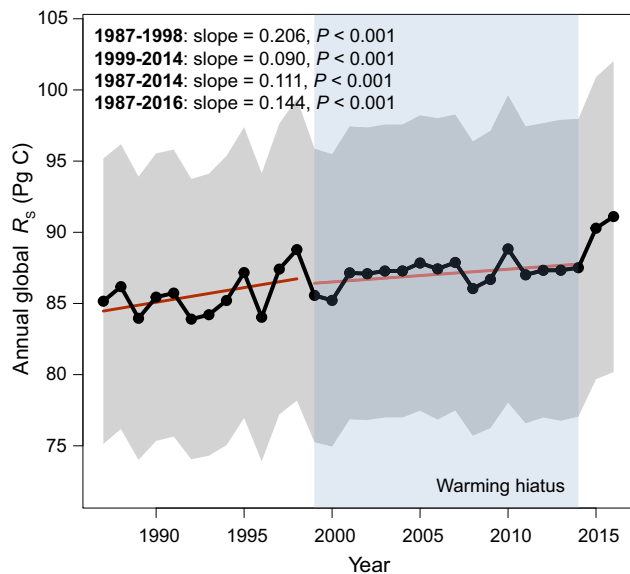 1987-1998: slope = 0.206, P < 0.001
1999-2014: slope = 0.090, P < 0.001
1987-2014: slope = 0.111, P < 0.001
1987-2016: slope = 0.144, P < 0.001
105
100
95
90
85
80
75
Annual global Rs (Pg C)
Warming hiatus
1990
1995
2000
2005
2010
2015
Year